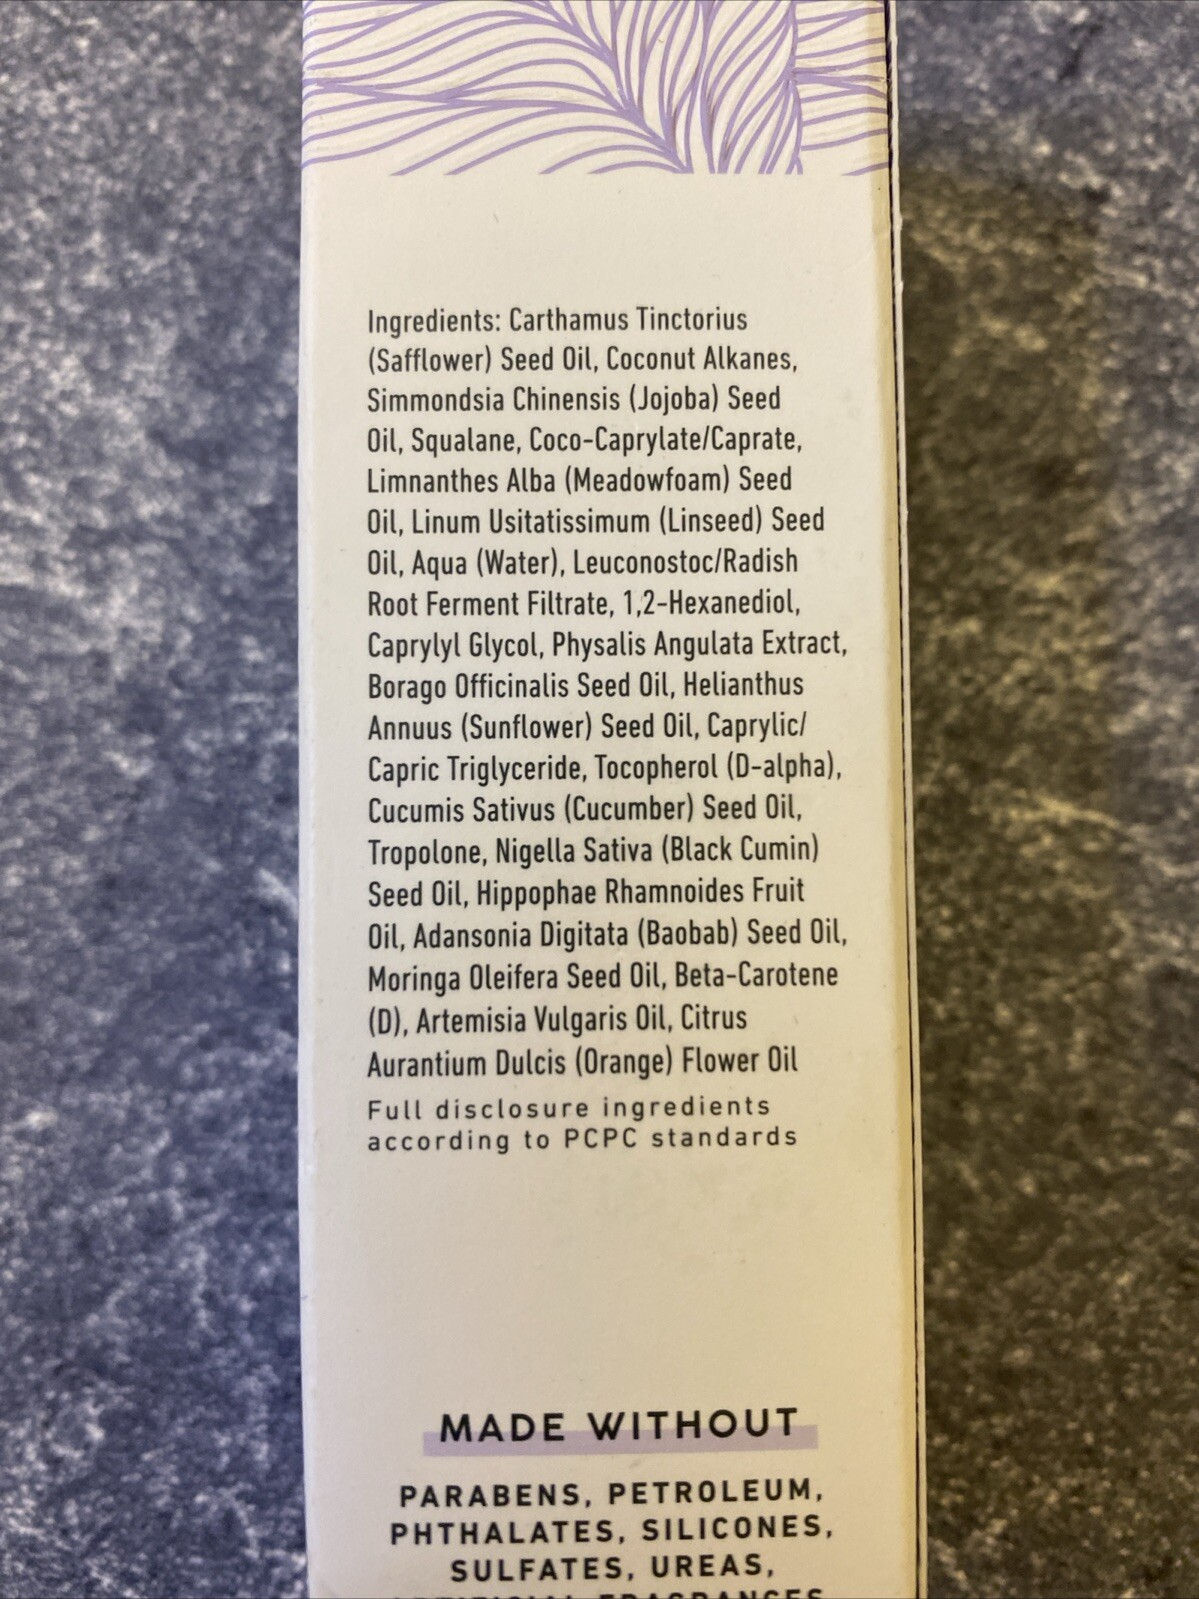 Ingredients: Carthamus Tinctorius
(Safflower) Seed Oil, Coconut Alkanes,
Simmondsia Chinensis (Jojoba) Seed
Oil, Squalane, Coco-Caprylate/Caprate,
Limnanthes Alba (Meadowfoam) Seed
Oil, Linum Usitatissimum (Linseed) Seed
Oil, Aqua (Water), Leuconostoc/Radish
Root Ferment Filtrate, 1,2-Hexanediol,
Caprylyl Glycol, Physalis Angulata Extract,
Borago Officinalis Seed Oil, Helianthus
Annuus (Sunflower) Seed Oil, Caprylic/
Capric Triglyceride, Tocopherol (D-alpha),
Cucumis Sativus (Cucumber) Seed Oil,
Tropolone, Nigella Sativa (Black Cumin)
Seed Oil, Hippophae Rhamnoides Fruit
Oil, Adansonia Digitata (Baobab) Seed Oil,
Moringa Oleifera Seed Oil, Beta-Carotene
(D), Artemisia Vulgaris Oil, Citrus
Aurantium Dulcis (Orange) Flower Oil
Full disclosure ingredients
according to PCPC standards
MADE WITHOUT
PARABENS, PETROLEUM,
PHTHALATES, SILICONES,
SULFATES, UREAS,